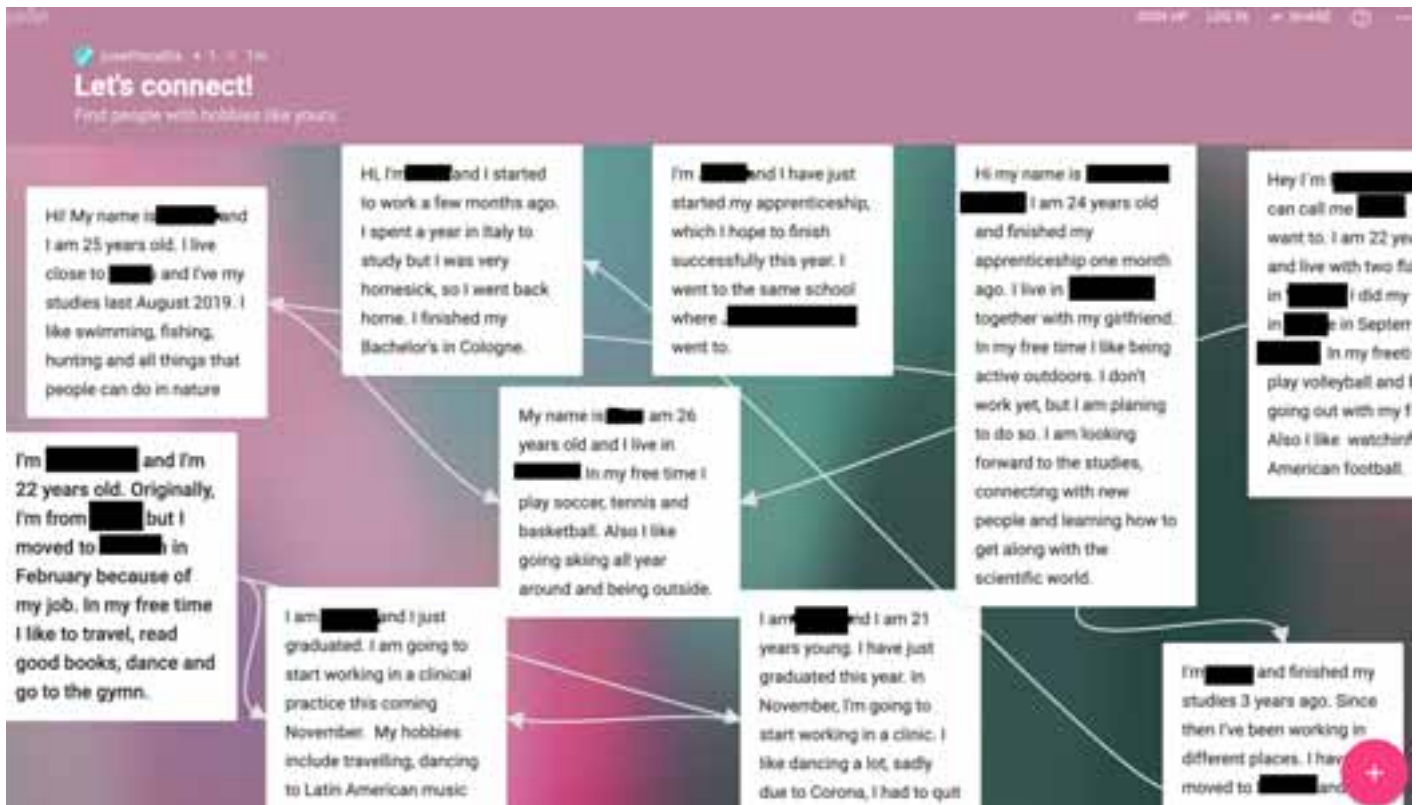 SIGN UP LOG IN SHARE
Let's connect!
Find people with hobbies like yours
Hi! My name is and
I am 25 years old. I live
close to and I've my
studies last August 2019. I
like swimming, fishing,
hunting and all things that
people can do in nature
Hi, I'm and I started
to work a few months ago.
I spent a year in Italy to
study but I was very
homesick, so I went back
home. I finished my
Bachelor's in Cologne.
I'm and I have just
started my apprenticeship,
which I hope to finish
successfully this year. I
went to the same school
where
went to.
Hi my name is
I am 24 years old
and finished my
apprenticeship one month
ago. I live in
together with my girlfriend.
In my free time I like being
active outdoors. I don't
work yet, but I am planing
to do so. I am looking
forward to the studies,
connecting with new
people and learning how to
get along with the
scientific world.
Hey I´m
can call me
want to. I am 22
and live with two
in I did my
in in
In my
play volleyball and
going out with my
Also I like
American football.
I'm and I'm
22 years old. Originally,
I'm from but I
moved to in
February because of
my job. In my free time
I like to travel, read
good books, dance and
go to the gymn.
My name is am 26
years old and I live in
In my free time I
play soccer, tennis and
basketball. Also I like
going skiing all year
around and being outside.
I am and I just
graduated. I am going to
start working in a clinical
practice this coming
November. My hobbies
include travelling, dancing
to Latin American music
I am and I am 21
years young. I have just
graduated this year. In
November, I'm going to
start working in a clinic. I
like dancing a lot, sadly
due to Corona, I had to quit
I'm and finished my
studies 3 years ago. Since
then I've been working in
different places. I
moved to and